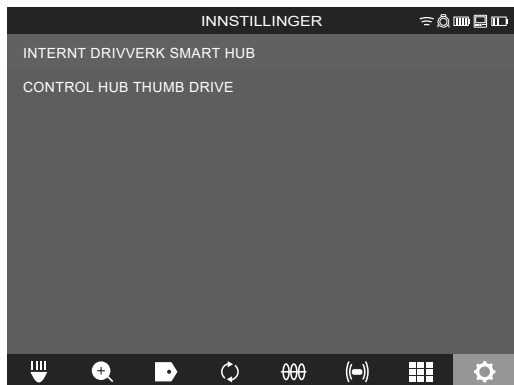 INNSTILLINGER
INTERNT DRIVVERK SMART HUB
CONTROL HUB THUMB DRIVE